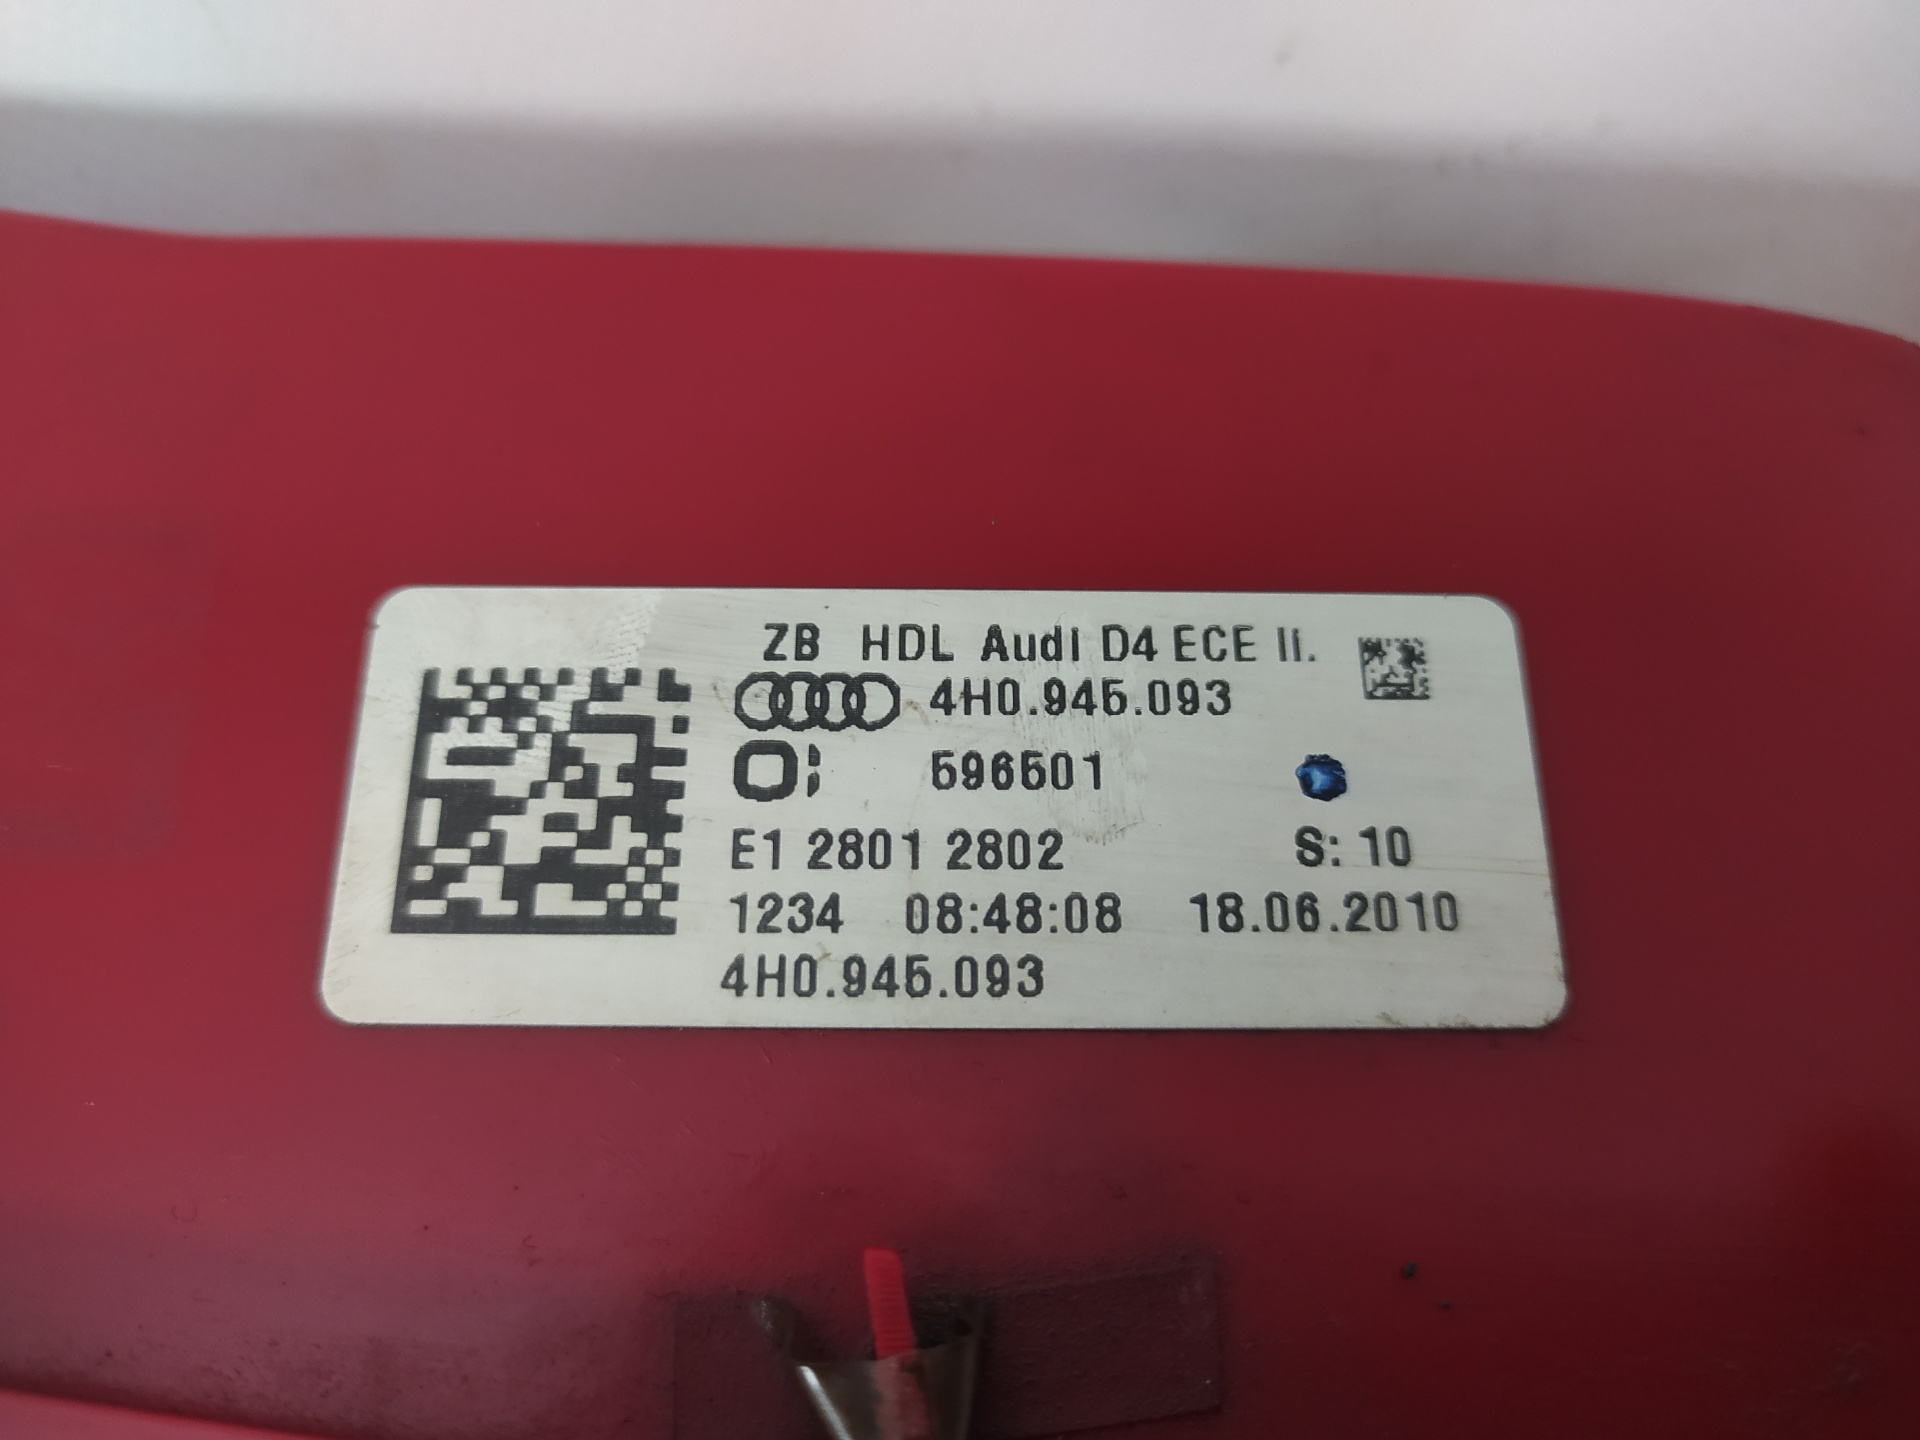 ZB HDL Audi D4 ECE II.
4H0.945.093
596501
E1 2801 2802 S: 10
1234 08:48:08 18.06.2010
4H0.945.093